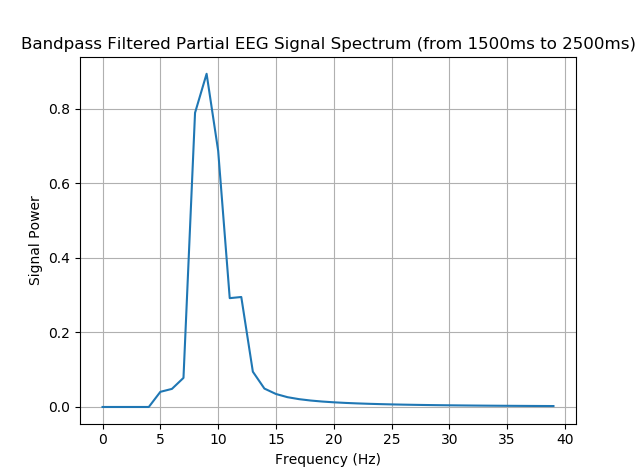 Bandpass Filtered Partial EEG Signal Spectrum (from 1500ms to 2500ms)
0.8
0.6
0.4
0.2
0.0
Signal Power
0 5 10 15 20 25 30 35 40
Frequency (Hz)